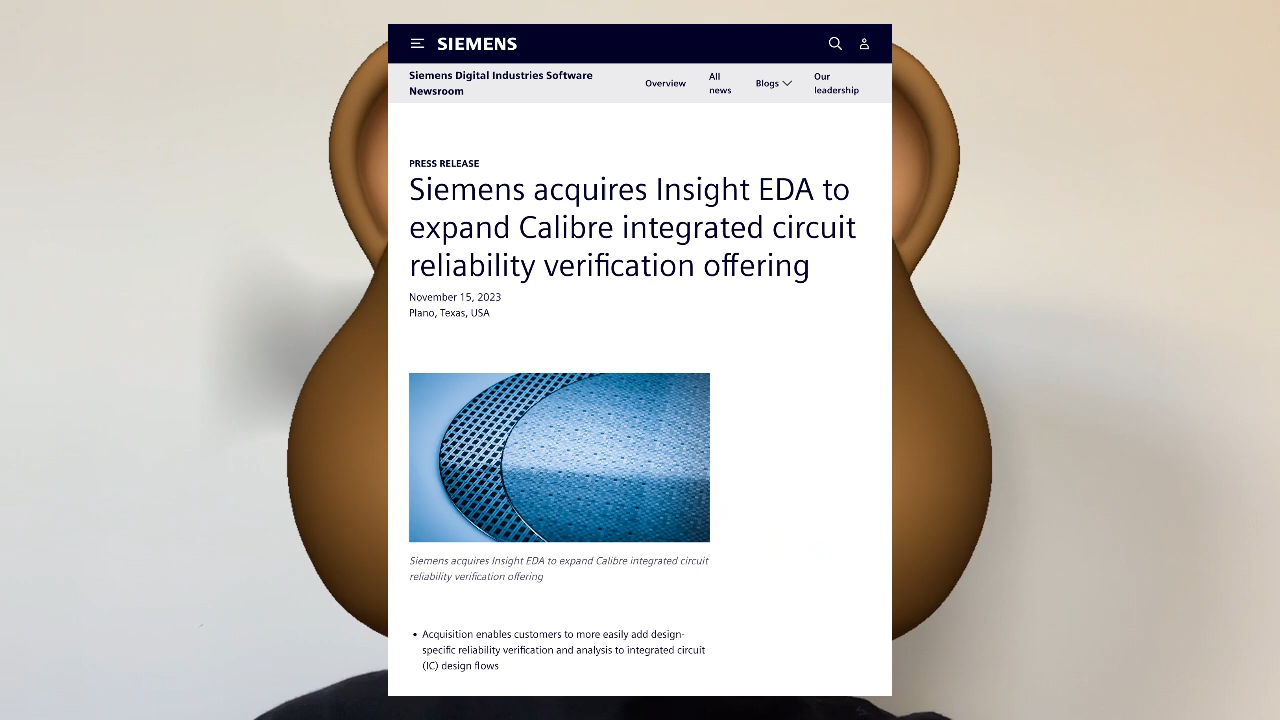 SIEMENS
Siemens Digital Industries Software
Newsroom
Overview
All
news
Blogs
Our
leadership
PRESS RELEASE
Siemens acquires Insight EDA to
expand Calibre integrated circuit
reliability verification offering
November 15, 2023
Plano, Texas, USA
Siemens acquires Insight EDA to expand Calibre integrated circuit
reliability verification offering
• Acquisition enables customers to more easily add design-
specific reliability verification and analysis to integrated circuit
(IC) design flows